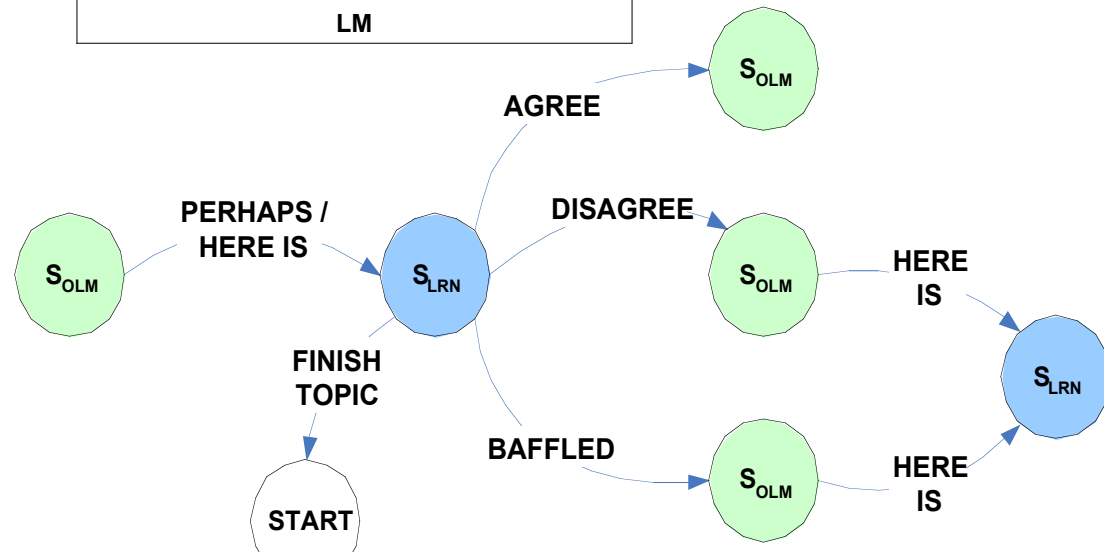 LM
S_OLM
AGREE
PERHAPS /
HERE IS
DISAGREE
S_OLM
S_LRN
S_OLM
HERE
IS
FINISH
TOPIC
S_LRN
BAFFLED
S_OLM
HERE
IS
START